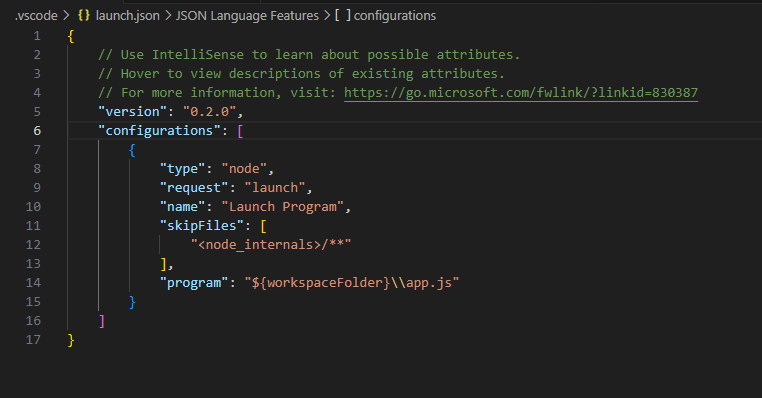 .vscode > {} launch.json > JSON Language Features > [ ] configurations
1 {
2 // Use IntelliSense to learn about possible attributes.
3 // Hover to view descriptions of existing attributes.
4 // For more information, visit: https://go.microsoft.com/fwlink/?linkid=830387
5 "version": "0.2.0",
6 "configurations": [
7 {
8 "type": "node",
9 "request": "launch",
10 "name": "Launch Program",
11 "skipFiles": [
12 "<node_internals>/**"
13 ],
14 "program": "${workspaceFolder}\\app.js"
15 }
16 ]
17 }